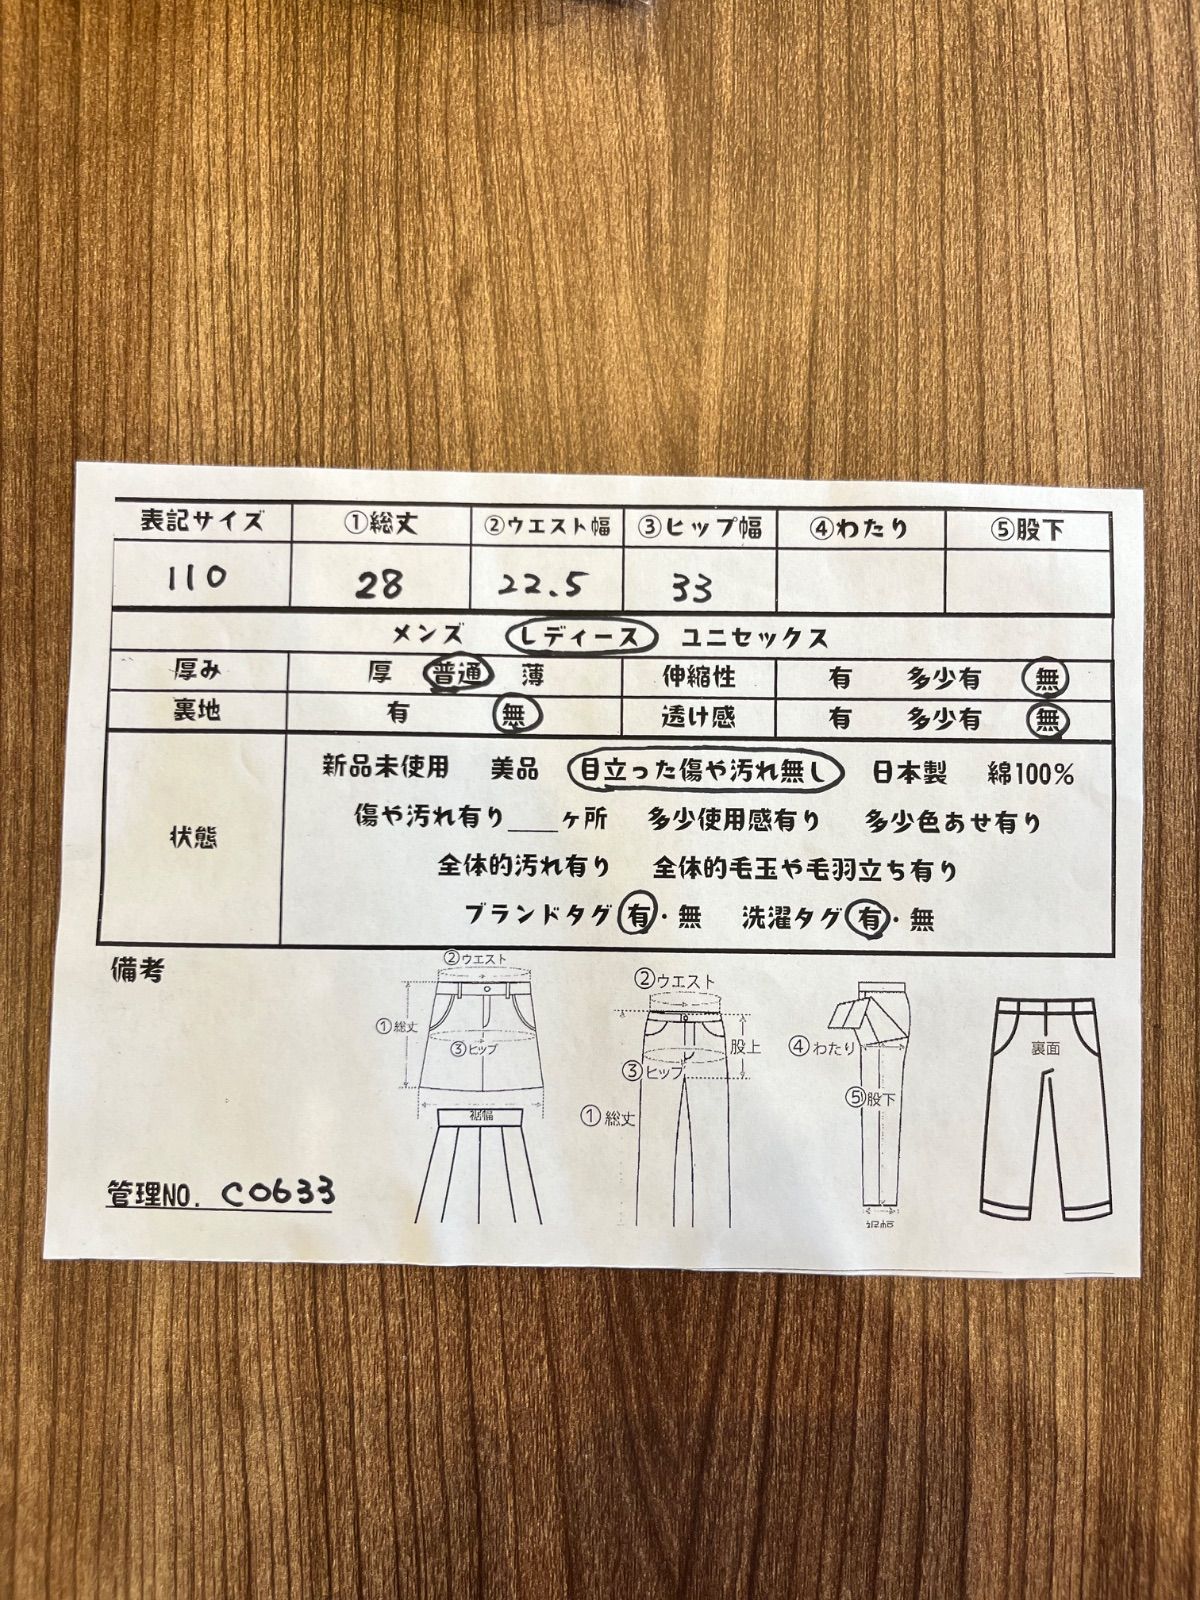 表記サイズ ①総丈 ②ウエスト幅 ③ヒップ幅 ④わたり ⑤股下
110 28 22.5 33
メンズ レディース ユニセックス
厚み 厚 普通 薄 伸縮性 有 多少有 無
裏地 有 無 透け感 有 多少有 無
状態
新品未使用 美品 目立った傷や汚れ無し 日本製 綿100%
傷や汚れ有り____ヶ所 多少使用感有り 多少色あせ有り
全体的汚れ有り 全体的毛玉や毛羽立ち有り
ブランドタグ 有・無 洗濯タグ 有・無
備考
②ウエスト
①総丈
③ヒップ
裾幅
②ウエスト
股上
③ヒップ
①総丈
④わたり
⑤股下
裾幅
裏面
管理NO. C0633